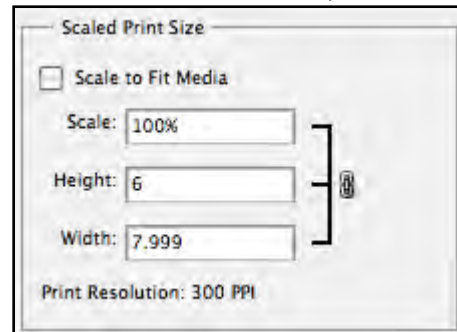 Scaled Print Size
Scale to Fit Media
Scale: 100%
Height: 6
Width: 7.999
Print Resolution: 300 PPI